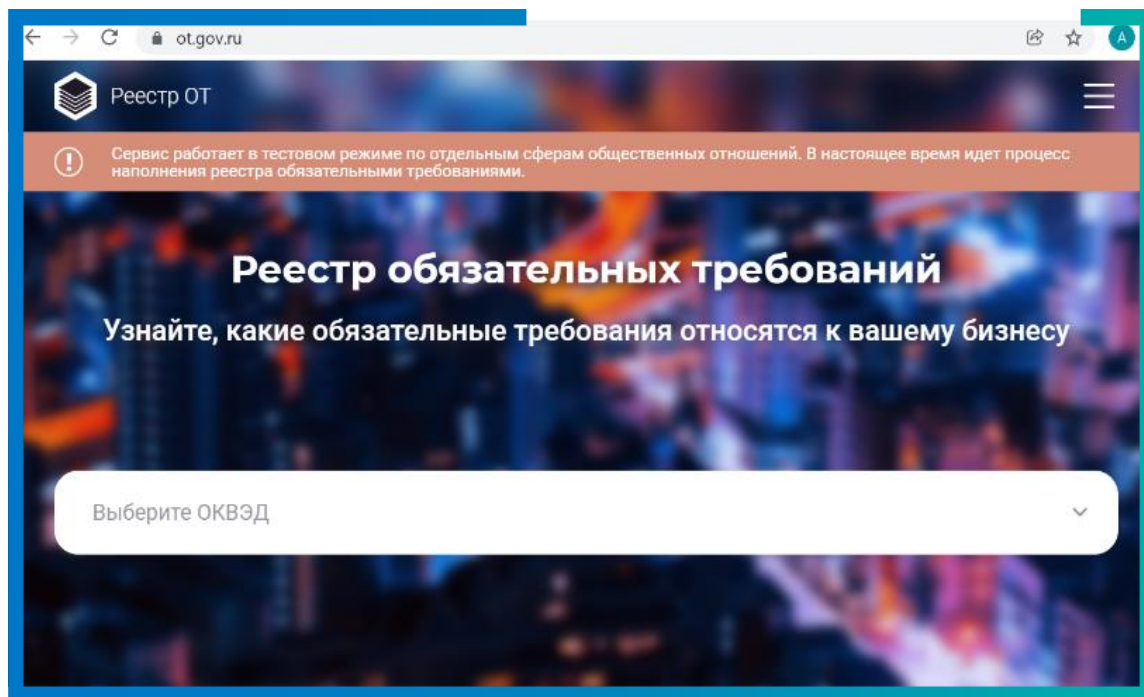 ot.gov.ru
А
Реестр ОТ
Сервис работает в тестовом режиме по отдельным сферам общественных отношений. В настоящее время идет процесс
наполнения реестра обязательными требованиями.
Реестр обязательных требований
Узнайте, какие обязательные требования относятся к вашему бизнесу
Выберите ОКВЭД